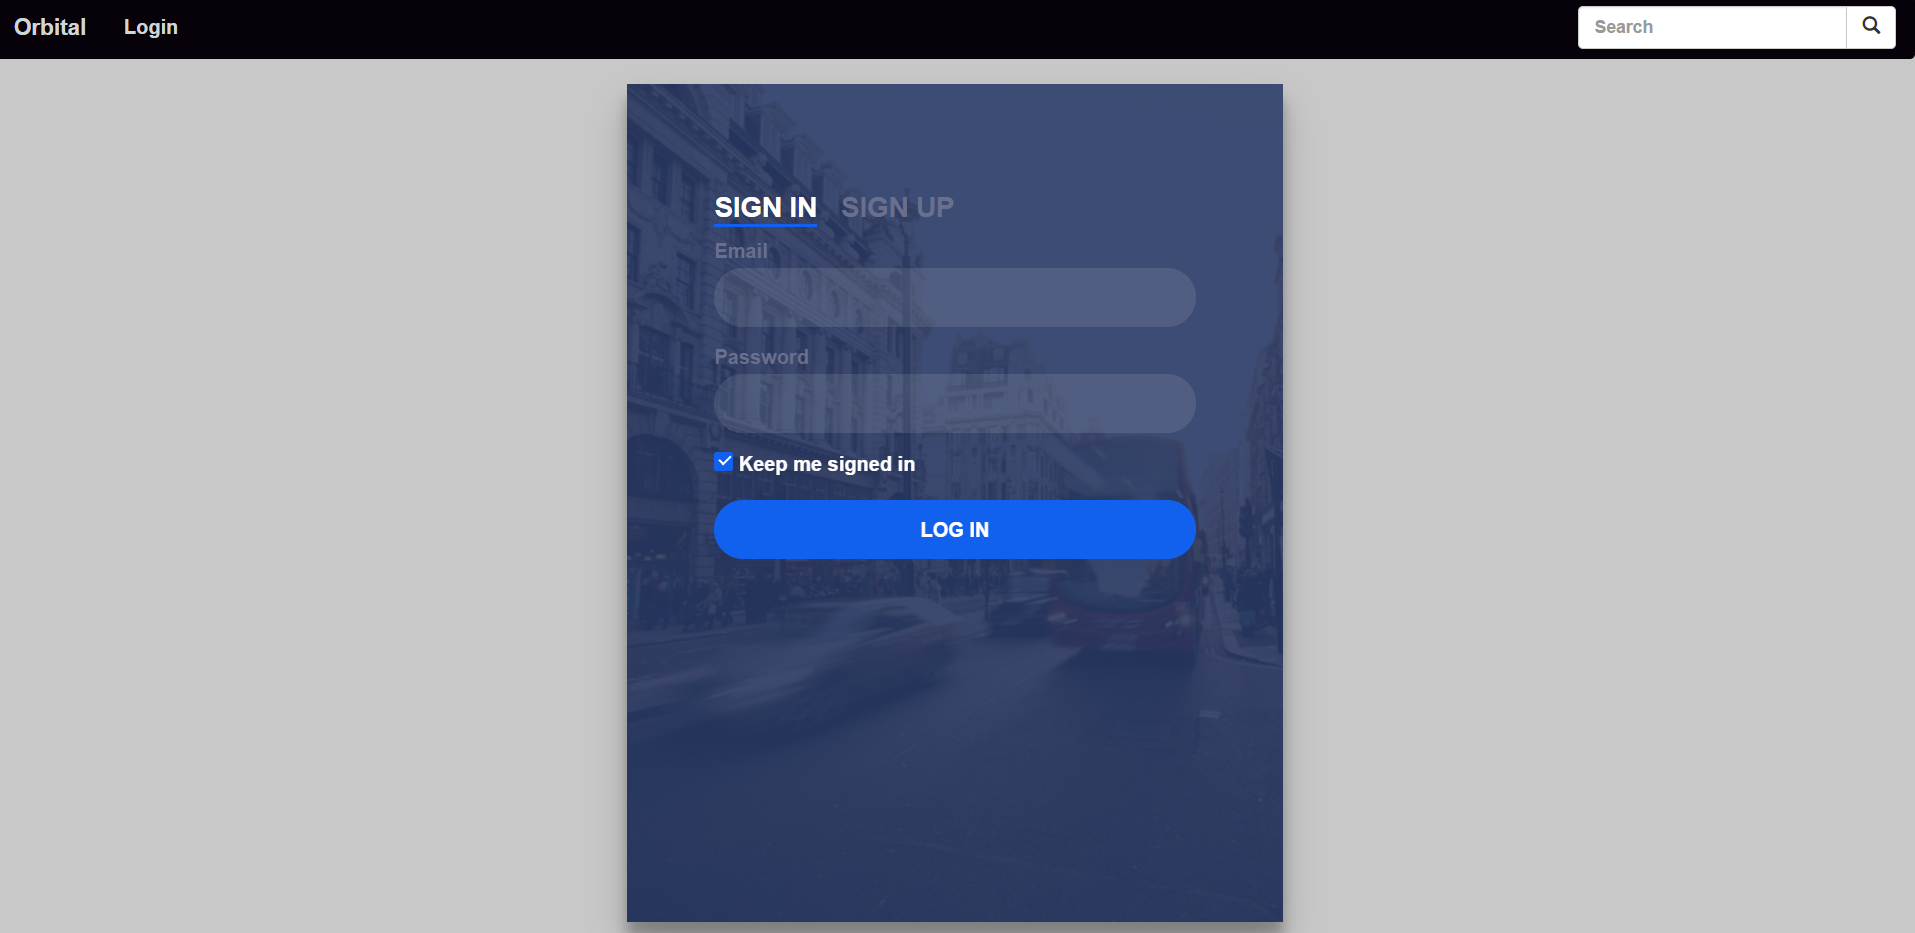 Orbital Login Search
SIGN IN SIGN UP
Email
Password
Keep me signed in
LOG IN